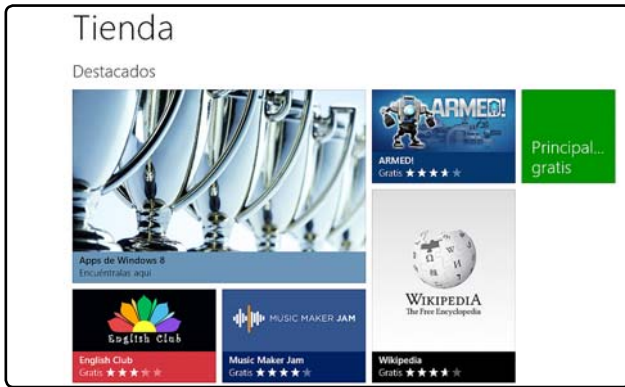 Tienda
Destacados
Apps de Windows 8
Encuéntralas aquí
ARMED!
ARMED!
Gratis
Principal...
gratis
English Club
English Club
Gratis
MUSIC MAKER JAM
Music Maker Jam
Gratis
WIKIPEDIA
The Free Encyclopedia
Wikipedia
Gratis